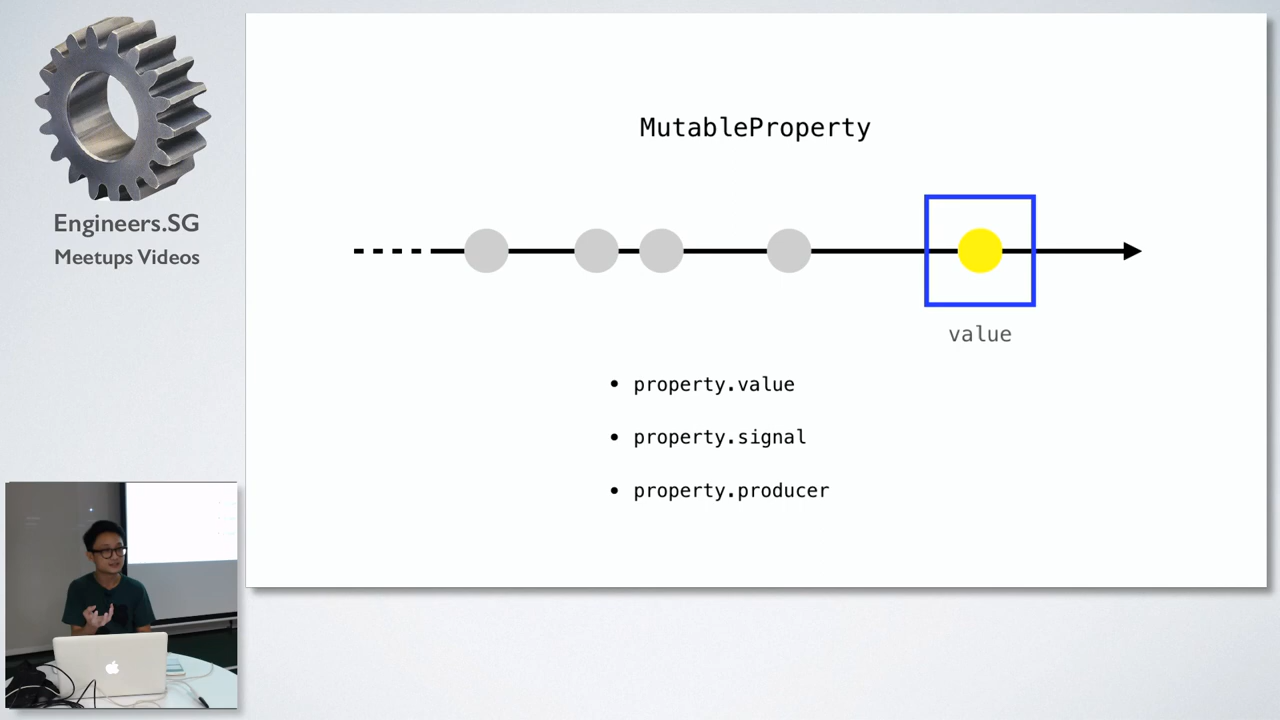 Engineers.SG
Meetups Videos
MutableProperty
value
• property.value
• property.signal
• property.producer